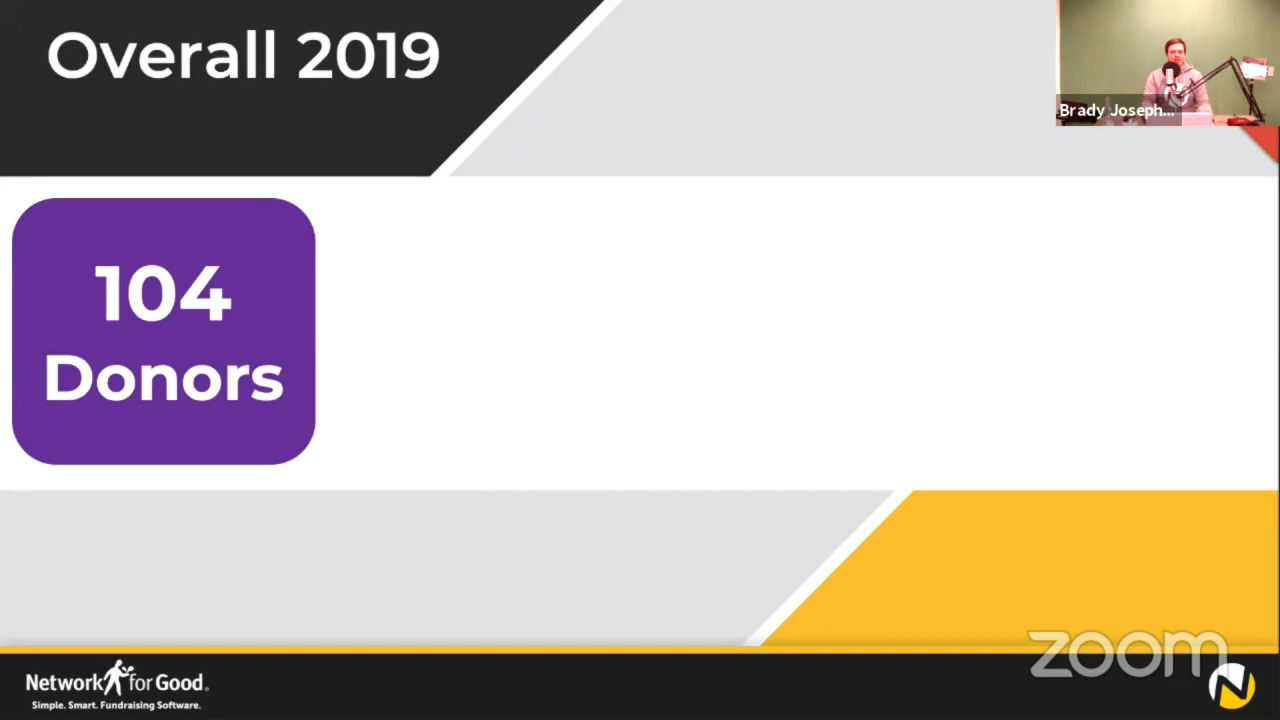 Overall 2019
Brady Joseph...
104
Donors
zoom
Network for Good.
Simple. Smart. Fundraising Software.
N